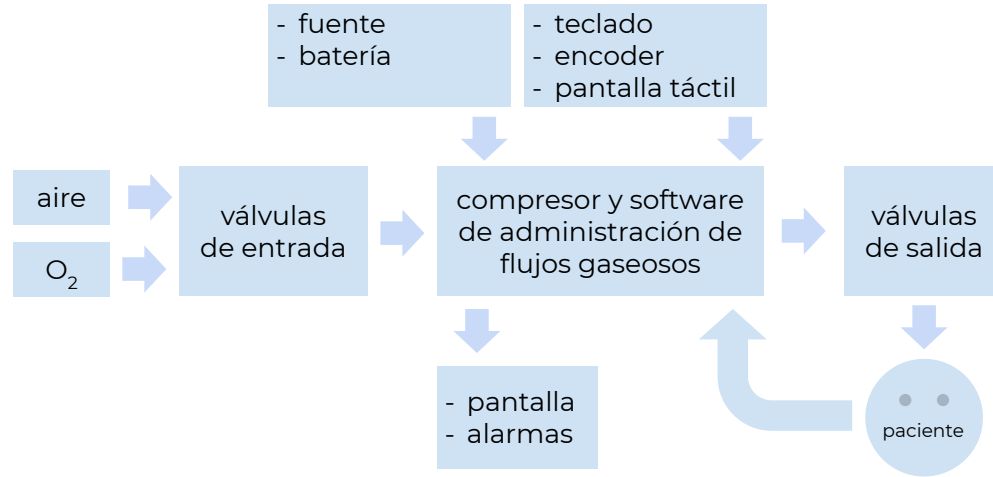 - fuente
- batería
- teclado
- encoder
- pantalla táctil
aire
O₂
válvulas
de entrada
compresor y software
de administración de
flujos gaseosos
válvulas
de salida
- pantalla
- alarmas
paciente